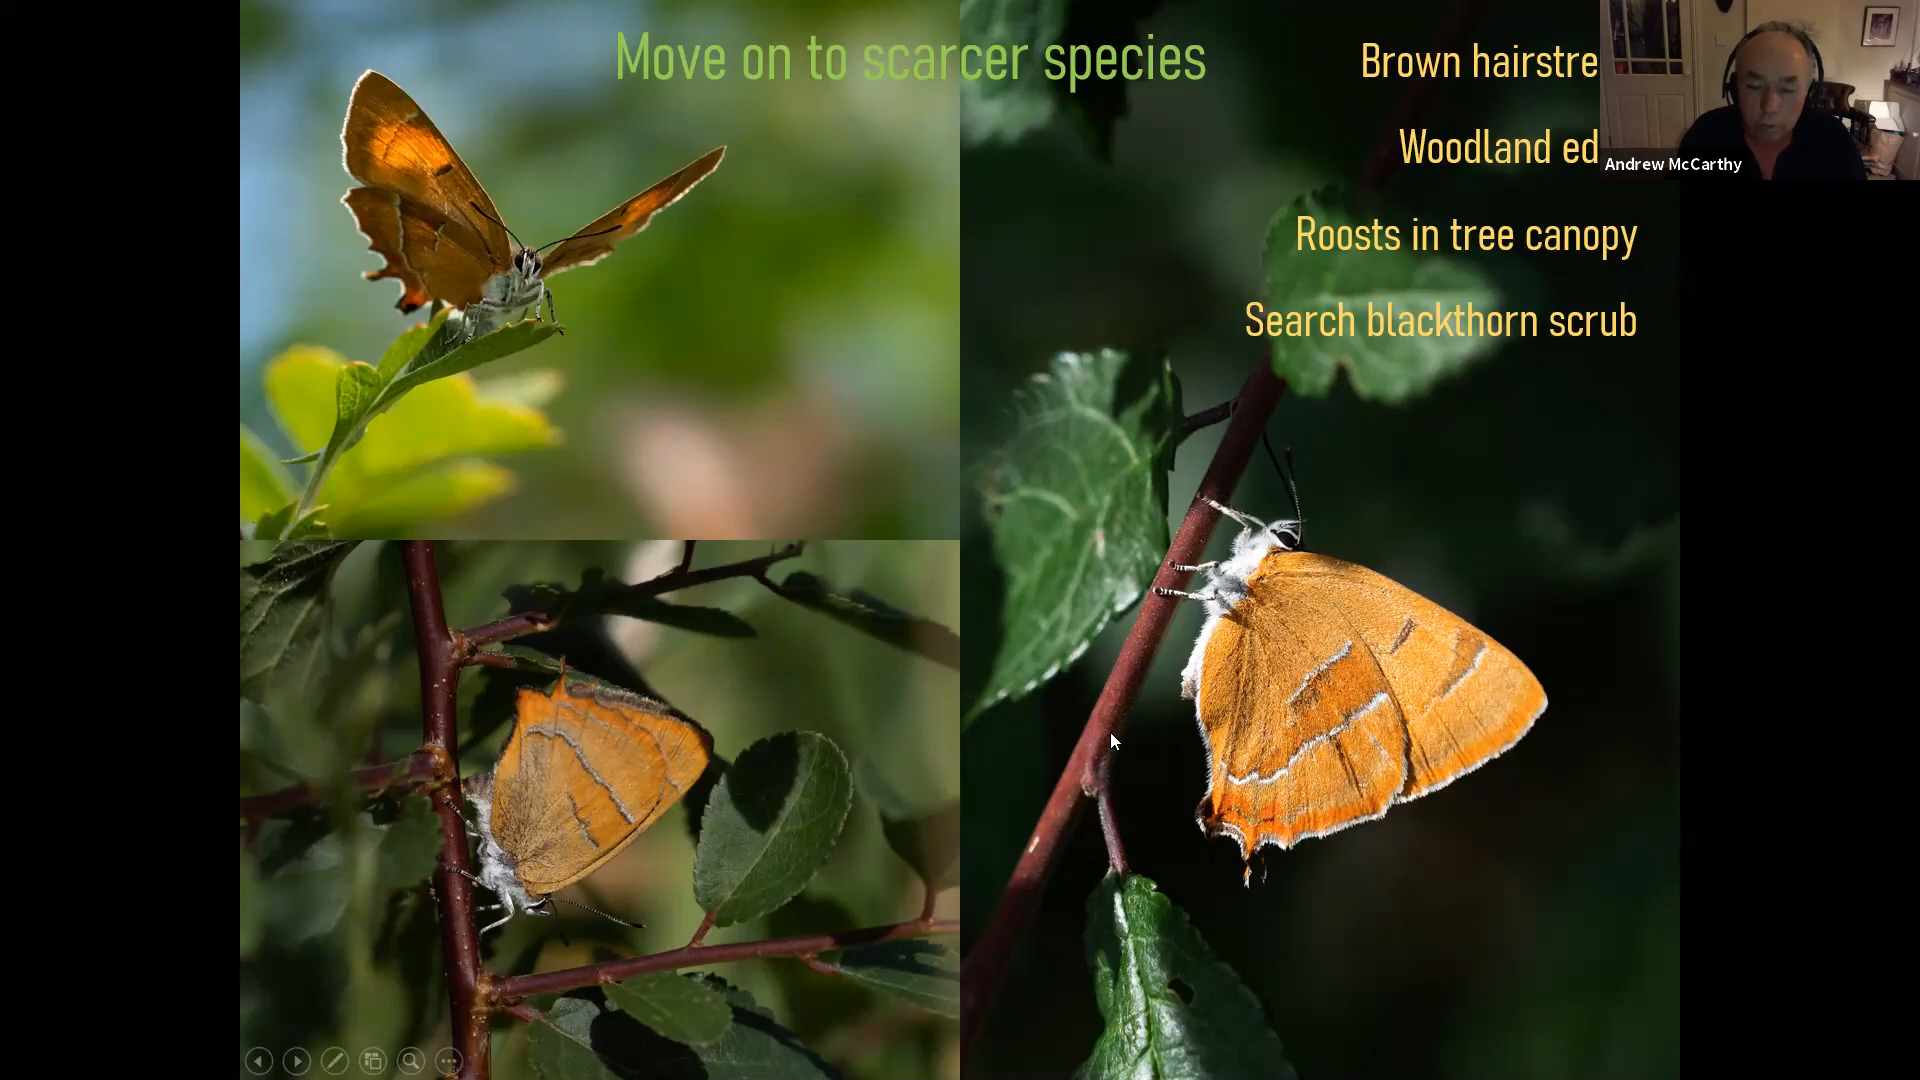 Move on to scarcer species
Brown hairstre
Woodland ed
Roosts in tree canopy
Search blackthorn scrub
Andrew McCarthy